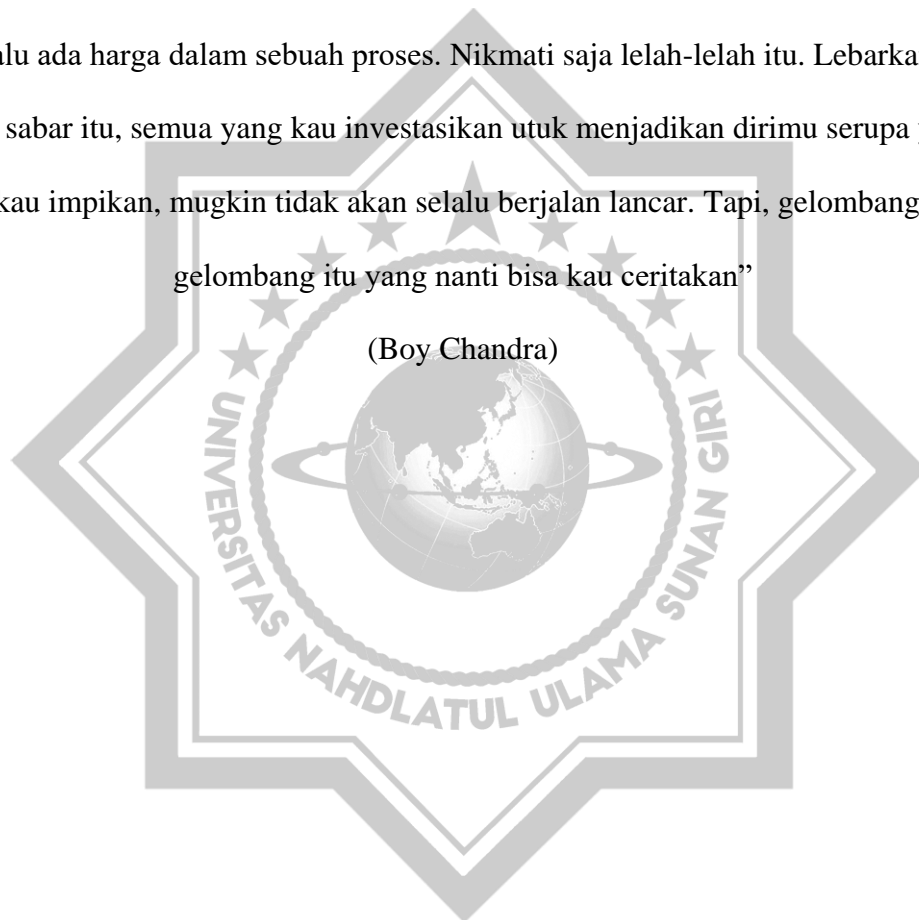 alu ada harga dalam sebuah proses. Nikmati saja lelah-lelah itu. Lebarka
sabar itu, semua yang kau investasikan utuk menjadikan dirimu serupa
kau impikan, mugkin tidak akan selalu berjalan lancar. Tapi, gelombang
gelombang itu yang nanti bisa kau ceritakan”
(Boy Chandra)
UNIVERSITAS NAHDLATUL ULAMA SUNAN GIRI